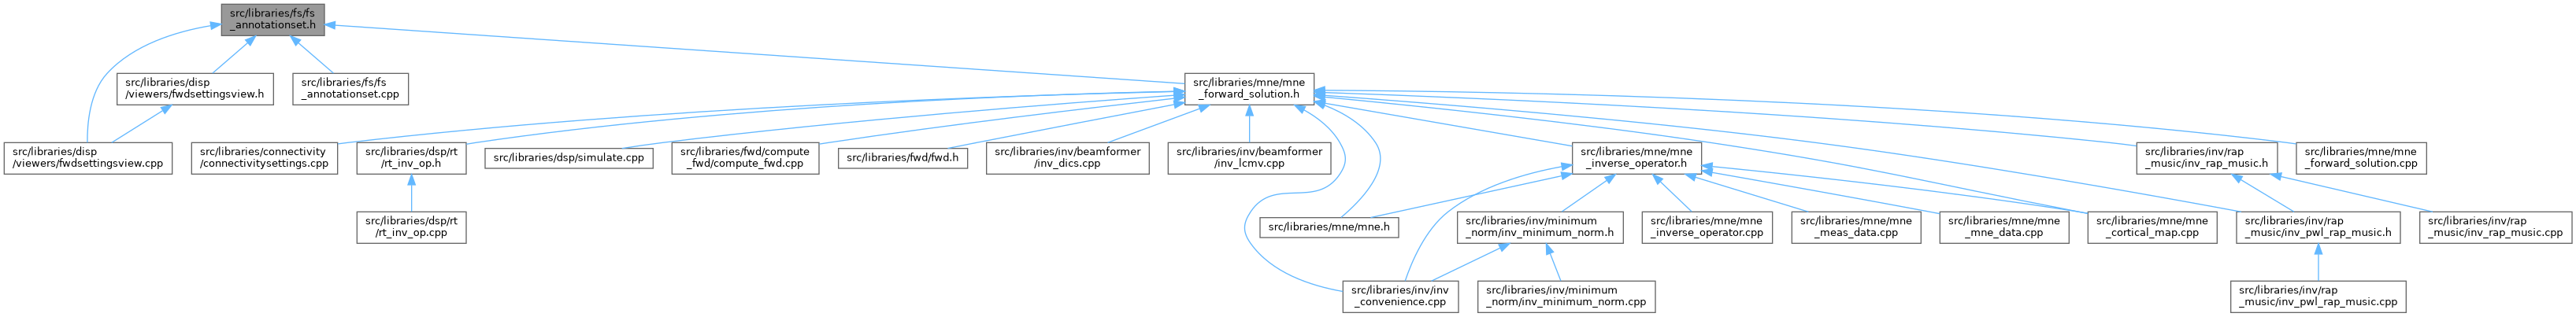 src/libraries/fs/fs
_annotationset.h
src/libraries/disp
/viewers/fwdsettingsview.h
src/libraries/fs/fs
_annotationset.cpp
src/libraries/mne/mne
_forward_solution.h
src/libraries/disp
/viewers/fwdsettingsview.cpp
src/libraries/connectivity
/connectivitysettings.cpp
src/libraries/dsp/rt
/rt_inv_op.h
src/libraries/dsp/simulate.cpp
src/libraries/fwd/compute
_fwd/compute_fwd.cpp
src/libraries/fwd/fwd.h
src/libraries/inv/beamformer
/inv_dics.cpp
src/libraries/inv/beamformer
/inv_lcmv.cpp
src/libraries/mne/mne
_inverse_operator.h
src/libraries/inv/rap
_music/inv_rap_music.h
src/libraries/mne/mne
_forward_solution.cpp
src/libraries/dsp/rt
/rt_inv_op.cpp
src/libraries/mne/mne.h
src/libraries/inv/minimum
_norm/inv_minimum_norm.h
src/libraries/mne/mne
_inverse_operator.cpp
src/libraries/mne/mne
_meas_data.cpp
src/libraries/mne/mne
_mne_data.cpp
src/libraries/mne/mne
_cortical_map.cpp
src/libraries/inv/rap
_music/inv_pwl_rap_music.h
src/libraries/inv/rap
_music/inv_rap_music.cpp
src/libraries/inv/inv
_convenience.cpp
src/libraries/inv/minimum
_norm/inv_minimum_norm.cpp
src/libraries/inv/rap
_music/inv_pwl_rap_music.cpp